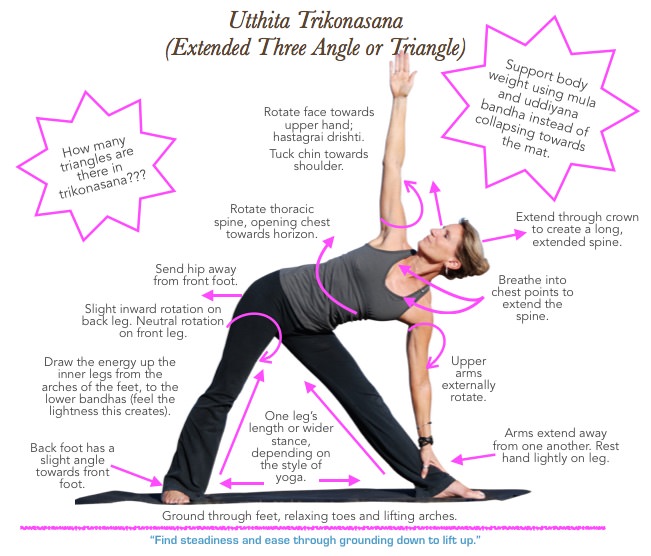 Utthita Trikonasana
(Extended Three Angle or Triangle)
How many
triangles are
there in
trikonasana???
Support body
weight using mula
and uddiyana
bandha instead of
collapsing towards
the mat.
Rotate face towards
upper hand;
hastagrai drishti.
Tuck chin towards
shoulder.
Rotate thoracic
spine, opening chest
towards horizon.
Extend through crown
to create a long,
extended spine.
Send hip away
from front foot.
Breathe into
chest points to
extend the
spine.
Slight inward rotation on
back leg. Neutral rotation
on front leg.
Draw the energy up the
inner legs from the
arches of the feet, to the
lower bandhas (feel the
lightness this creates).
Upper
arms
externally
rotate.
One leg's
length or wider
stance,
depending on
the style of
yoga.
Back foot has a
slight angle
towards front
foot.
Arms extend away
from one another. Rest
hand lightly on leg.
Ground through feet, relaxing toes and lifting arches.
"Find steadiness and ease through grounding down to lift up."